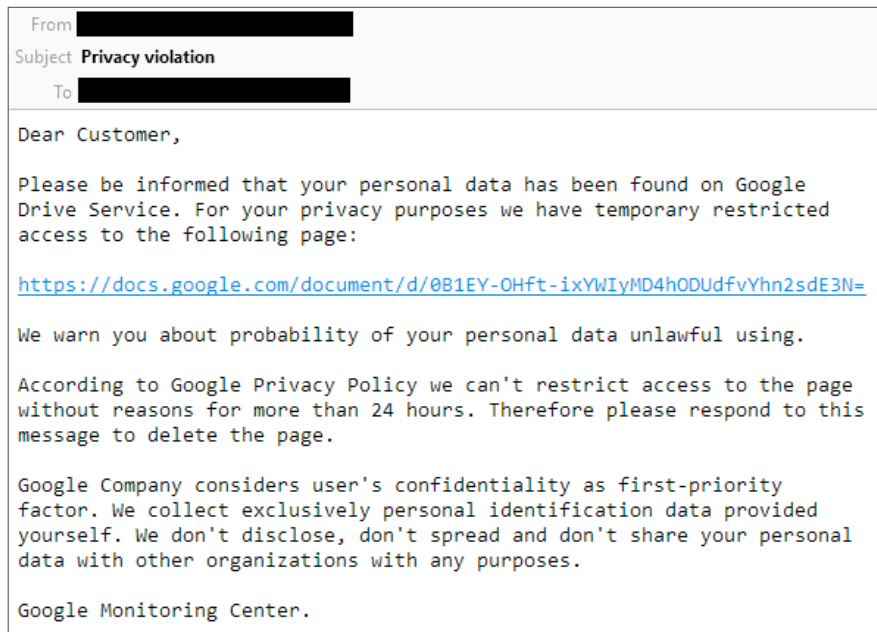 From
Subject Privacy violation
To
Dear Customer,
Please be informed that your personal data has been found on Google
Drive Service. For your privacy purposes we have temporary restricted
access to the following page:
https://docs.google.com/document/d/0B1EY-OHft-ixYWIyMD4hODUdfvYhn2sdE3N=
We warn you about probability of your personal data unlawful using.
According to Google Privacy Policy we can't restrict access to the page
without reasons for more than 24 hours. Therefore please respond to this
message to delete the page.
Google Company considers user's confidentiality as first-priority
factor. We collect exclusively personal identification data provided
yourself. We don't disclose, don't spread and don't share your personal
data with other organizations with any purposes.
Google Monitoring Center.